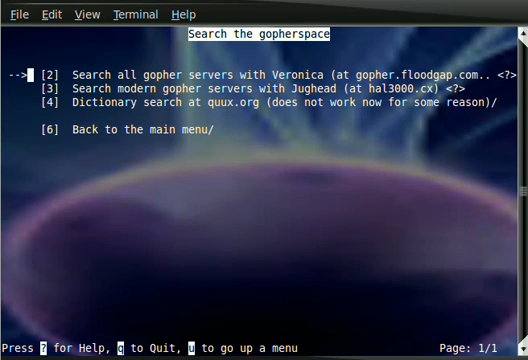 File Edit View Terminal Help
Search the gopherspace
--> [2] Search all gopher servers with Veronica (at gopher.floodgap.com.. <?>
[3] Search modern gopher servers with Jughead (at hal3000.cx) <?>
[4] Dictionary search at quux.org (does not work now for some reason)/
[6] Back to the main menu/
Press ? for Help, q to Quit, u to go up a menu Page: 1/1